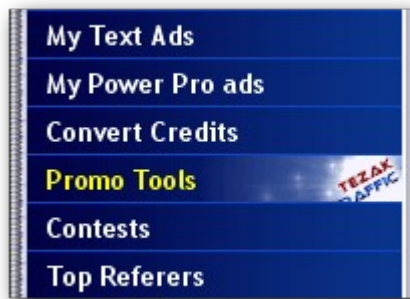 My Text Ads
My Power Pro ads
Convert Credits
Promo Tools
TEZAK
TRAFFIC
Contests
Top Referers